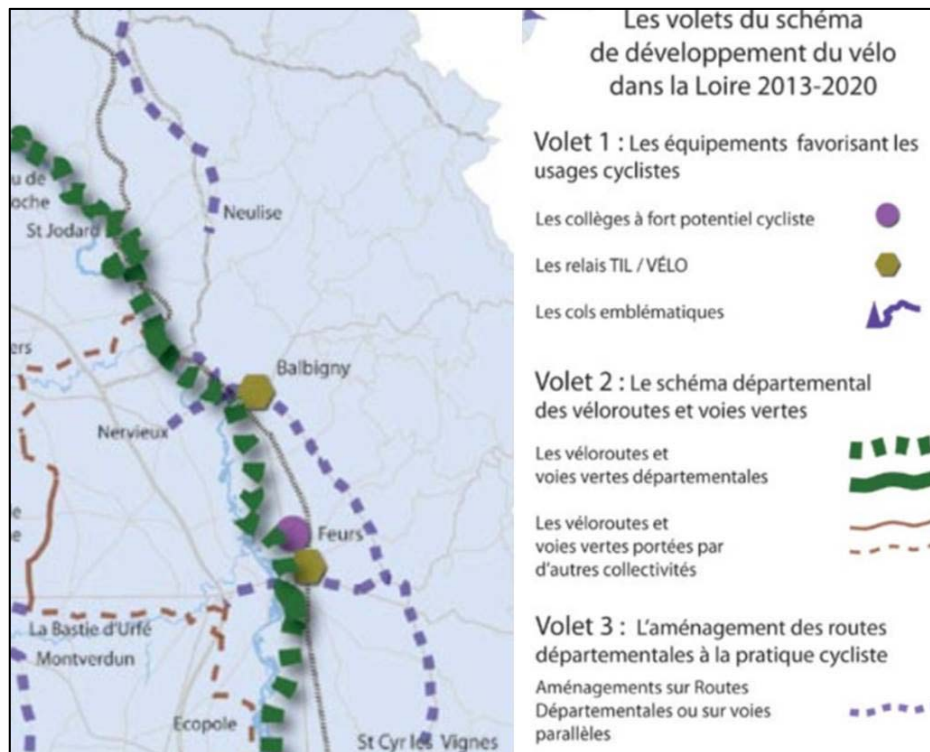 u de
oche
St Jodard
Neulise
ers
Balbigny
Nervieux
Feurs
La Bastie d'Urfé
Montverdun
Ecopole
St Cyr les Vignes
Les volets du schéma
de développement du vélo
dans la Loire 2013-2020
Volet 1 : Les équipements favorisant les
usages cyclistes
Les collèges à fort potentiel cycliste
Les relais TIL / VÉLO
Les cols emblématiques
Volet 2 : Le schéma départemental
des véloroutes et voies vertes
Les véloroutes et
voies vertes départementales
Les véloroutes et
voies vertes portées par
d'autres collectivités
Volet 3 : L'aménagement des routes
départementales à la pratique cycliste
Aménagements sur Routes
Départementales ou sur voies
parallèles